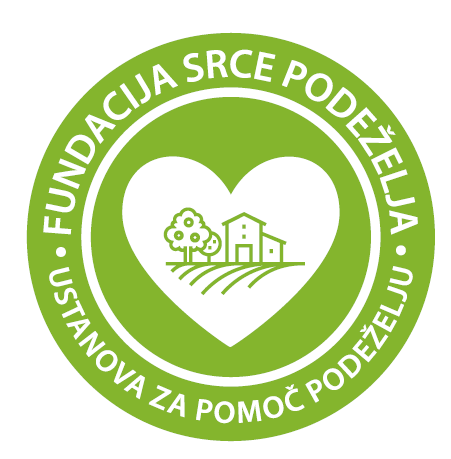 FUNDACIJA SRCE PODEŽELJA
• USTANOVA ZA POMOČ PODEŽELJU •